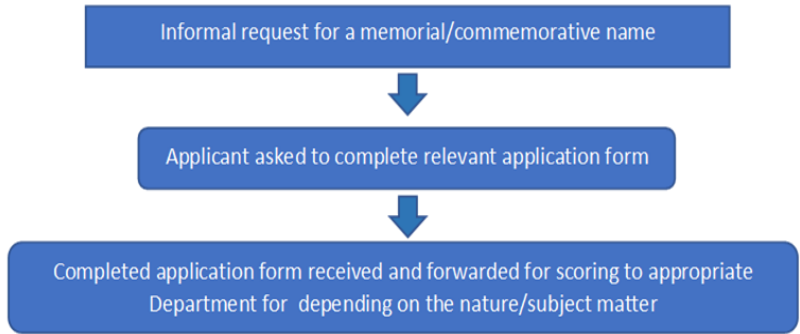 Informal request for a memorial/commemorative name
Applicant asked to complete relevant application form
Completed application form received and forwarded for scoring to appropriate
Department for depending on the nature/subject matter